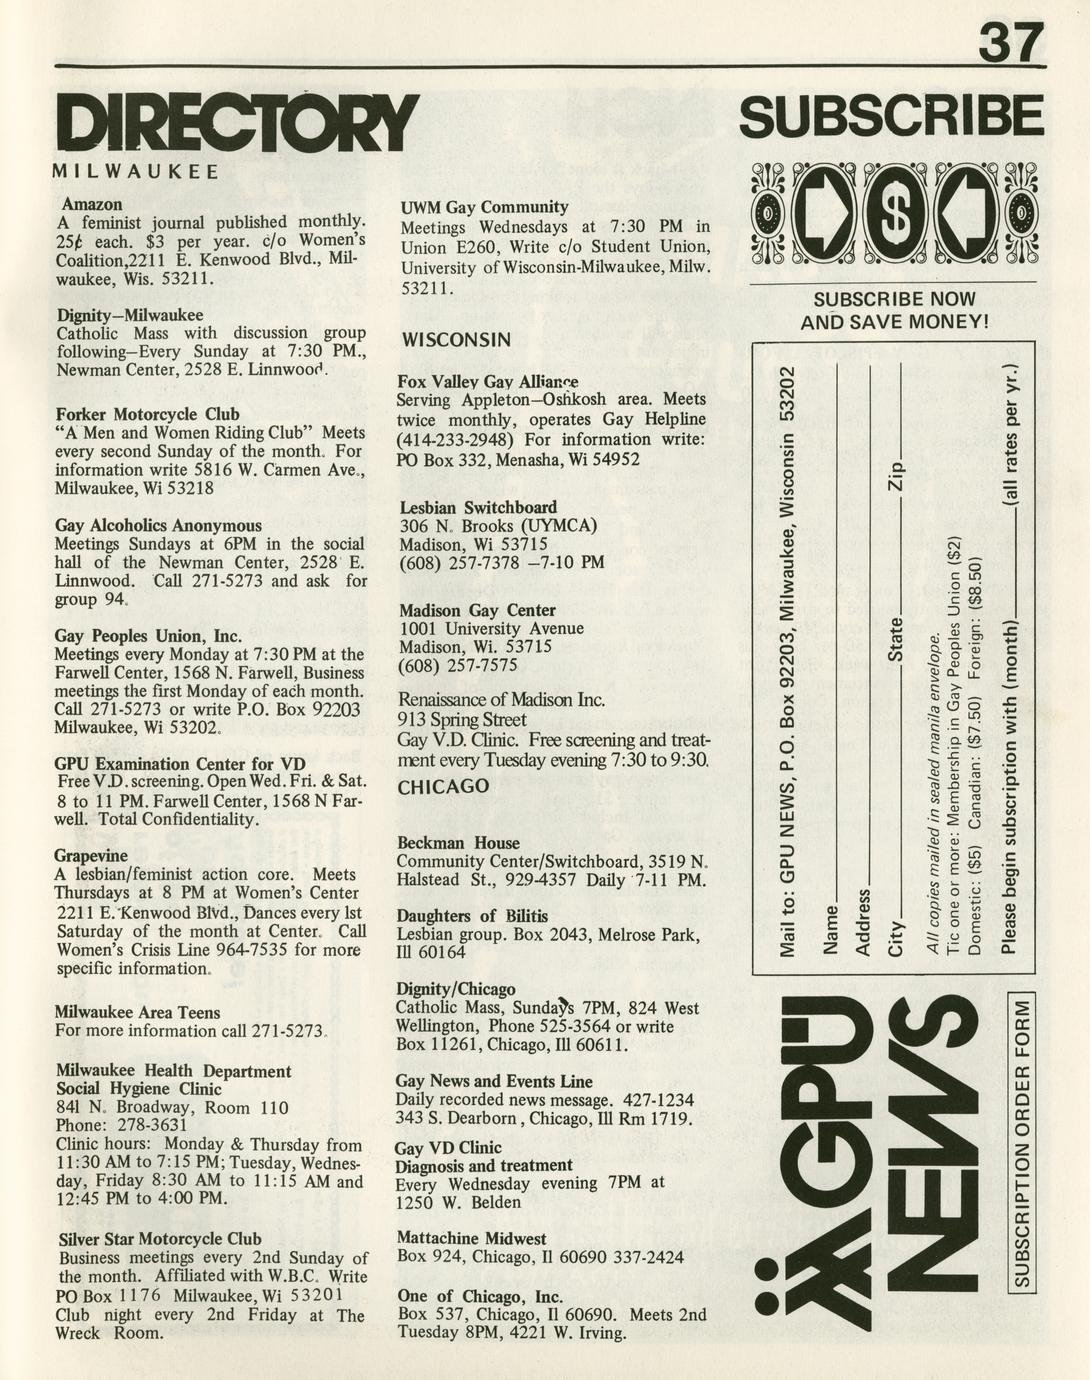 37
DIRECTORY
MILWAUKEE
Amazon
A feminist journal published monthly.
25¢ each. $3 per year. c/o Women's
Coalition,2211 E. Kenwood Blvd., Mil-
waukee, Wis. 53211.
Dignity—Milwaukee
Catholic Mass with discussion group
following—Every Sunday at 7:30 PM.,
Newman Center, 2528 E. Linnwood.
Forker Motorcycle Club
“A Men and Women Riding Club” Meets
every second Sunday of the month. For
information write 5816 W. Carmen Ave.,
Milwaukee, Wi 53218
Gay Alcoholics Anonymous
Meetings Sundays at 6PM in the social
hall of the Newman Center, 2528 E.
Linnwood. Call 271-5273 and ask for
group 94.
Gay Peoples Union, Inc.
Meetings every Monday at 7:30 PM at the
Farwell Center, 1568 N. Farwell, Business
meetings the first Monday of each month.
Call 271-5273 or write P.O. Box 92203
Milwaukee, Wi 53202.
GPU Examination Center for VD
Free V.D. screening. Open Wed. Fri. & Sat.
8 to 11 PM. Farwell Center, 1568 N Far-
well. Total Confidentiality.
Grapevine
A lesbian/feminist action core. Meets
Thursdays at 8 PM at Women's Center
2211 E. Kenwood Blvd., Dances every lst
Saturday of the month at Center. Call
Women's Crisis Line 964-7535 for more
specific information.
Milwaukee Area Teens
For more information call 271-5273.
Milwaukee Health Department
Social Hygiene Clinic
841 N. Broadway, Room 110
Phone: 278-3631
Clinic hours: Monday & Thursday from
11:30 AM to 7:15 PM; Tuesday, Wednes-
day, Friday 8:30 AM to 11:15 AM and
12:45 PM to 4:00 PM.
Silver Star Motorcycle Club
Business meetings every 2nd Sunday of
the month. Affiliated with W.B.C. Write
PO Box 1176 Milwaukee, Wi 53201
Club night every 2nd Friday at The
Wreck Room.
UWM Gay Community
Meetings Wednesdays at 7:30 PM in
Union E260, Write c/o Student Union,
University of Wisconsin-Milwaukee, Milw.
53211.
WISCONSIN
Fox Valley Gay Alliance
Serving Appleton—Oshkosh area. Meets
twice monthly, operates Gay Helpline
(414-233-2948) For information write:
PO Box 332, Menasha, Wi 54952
Lesbian Switchboard
306 N. Brooks (UYMCA)
Madison, Wi 53715
(608) 257-7378 —7-10 PM
Madison Gay Center
1001 University Avenue
Madison, Wi. 53715
(608) 257-7575
Renaissance of Madison Inc.
913 Spring Street
Gay V.D. Clinic. Free screening and treat-
ment every Tuesday evening 7:30 to 9:30.
CHICAGO
Beckman House
Community Center/Switchboard, 3519 N.
Halstead St., 929-4357 Daily 7-11 PM.
Daughters of Bilitis
Lesbian group. Box 2043, Melrose Park,
Ill 60164
Dignity/Chicago
Catholic Mass, Sundays 7PM, 824 West
Wellington, Phone 525-3564 or write
Box 11261, Chicago, Ill 60611.
Gay News and Events Line
Daily recorded news message. 427-1234
343 S. Dearborn , Chicago, Ill Rm 1719.
Gay VD Clinic
Diagnosis and treatment
Every Wednesday evening 7PM at
1250 W. Belden
Mattachine Midwest
Box 924, Chicago, Il 60690 337-2424
One of Chicago, Inc.
Box 537, Chicago, Il 60690. Meets 2nd
Tuesday 8PM, 4221 W. Irving.
SUBSCRIBE
$
SUBSCRIBE NOW
AND SAVE MONEY!
Mail to: GPU NEWS, P.O. Box 92203, Milwaukee, Wisconsin 53202
Name
Address
City State Zip
All copies mailed in sealed manila envelope.
Tic one or more: Membership in Gay Peoples Union ($2)
Domestic: ($5) Canadian: ($7.50) Foreign: ($8.50)
Please begin subscription with (month) (all rates per yr.)
GPU
NEWS
SUBSCRIPTION ORDER FORM